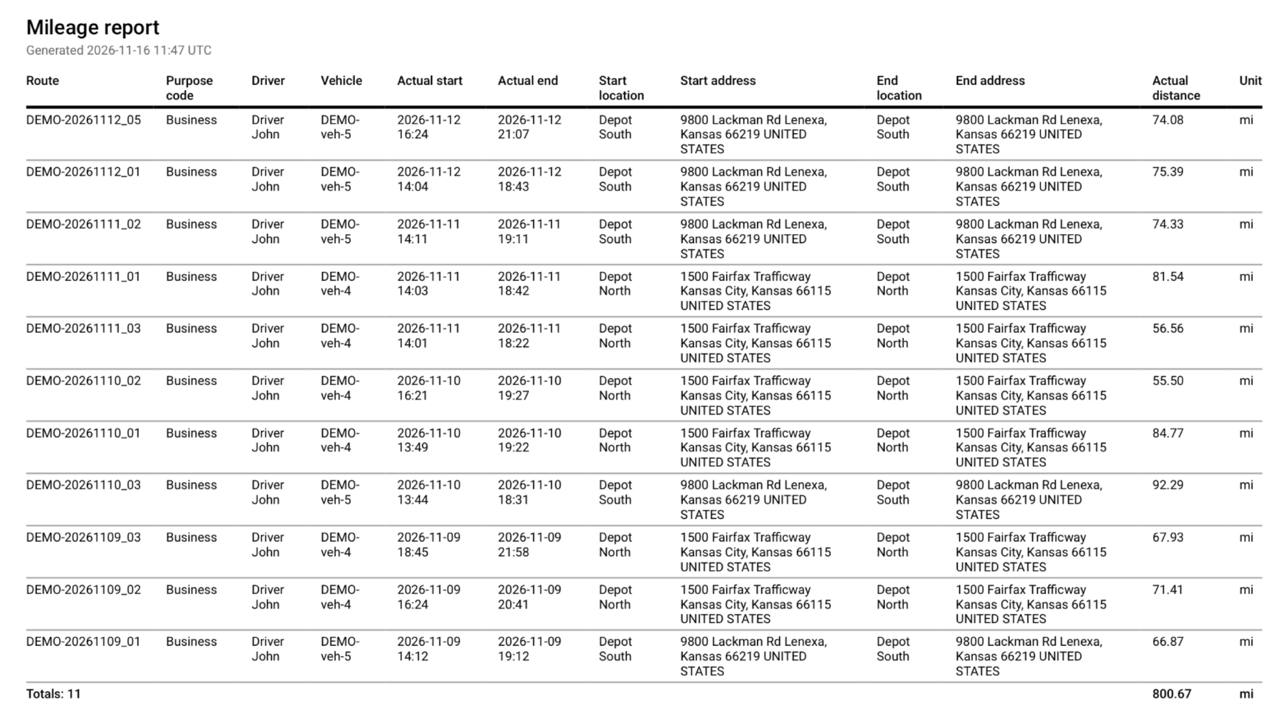 Mileage report
Generated 2026-11-16 11:47 UTC
Route Purpose code Driver Vehicle Actual start Actual end Start location Start address End location End address Actual distance Unit
DEMO-20261112_05 Business Driver John DEMO-veh-5 2026-11-12 16:24 2026-11-12 21:07 Depot South 9800 Lackman Rd Lenexa, Kansas 66219 UNITED STATES Depot South 9800 Lackman Rd Lenexa, Kansas 66219 UNITED STATES 74.08 mi
DEMO-20261112_01 Business Driver John DEMO-veh-5 2026-11-12 14:04 2026-11-12 18:43 Depot South 9800 Lackman Rd Lenexa, Kansas 66219 UNITED STATES Depot South 9800 Lackman Rd Lenexa, Kansas 66219 UNITED STATES 75.39 mi
DEMO-20261111_02 Business Driver John DEMO-veh-5 2026-11-11 14:11 2026-11-11 19:11 Depot South 9800 Lackman Rd Lenexa, Kansas 66219 UNITED STATES Depot South 9800 Lackman Rd Lenexa, Kansas 66219 UNITED STATES 74.33 mi
DEMO-20261111_01 Business Driver John DEMO-veh-4 2026-11-11 14:03 2026-11-11 18:42 Depot North 1500 Fairfax Trafficway Kansas City, Kansas 66115 UNITED STATES Depot North 1500 Fairfax Trafficway Kansas City, Kansas 66115 UNITED STATES 81.54 mi
DEMO-20261111_03 Business Driver John DEMO-veh-4 2026-11-11 14:01 2026-11-11 18:22 Depot North 1500 Fairfax Trafficway Kansas City, Kansas 66115 UNITED STATES Depot North 1500 Fairfax Trafficway Kansas City, Kansas 66115 UNITED STATES 56.56 mi
DEMO-20261110_02 Business Driver John DEMO-veh-4 2026-11-10 16:21 2026-11-10 19:27 Depot North 1500 Fairfax Trafficway Kansas City, Kansas 66115 UNITED STATES Depot North 1500 Fairfax Trafficway Kansas City, Kansas 66115 UNITED STATES 55.50 mi
DEMO-20261110_01 Business Driver John DEMO-veh-4 2026-11-10 13:49 2026-11-10 19:22 Depot North 1500 Fairfax Trafficway Kansas City, Kansas 66115 UNITED STATES Depot North 1500 Fairfax Trafficway Kansas City, Kansas 66115 UNITED STATES 84.77 mi
DEMO-20261110_03 Business Driver John DEMO-veh-5 2026-11-10 13:44 2026-11-10 18:31 Depot South 9800 Lackman Rd Lenexa, Kansas 66219 UNITED STATES Depot South 9800 Lackman Rd Lenexa, Kansas 66219 UNITED STATES 92.29 mi
DEMO-20261109_03 Business Driver John DEMO-veh-4 2026-11-09 18:45 2026-11-09 21:58 Depot North 1500 Fairfax Trafficway Kansas City, Kansas 66115 UNITED STATES Depot North 1500 Fairfax Trafficway Kansas City, Kansas 66115 UNITED STATES 67.93 mi
DEMO-20261109_02 Business Driver John DEMO-veh-4 2026-11-09 16:24 2026-11-09 20:41 Depot North 1500 Fairfax Trafficway Kansas City, Kansas 66115 UNITED STATES Depot North 1500 Fairfax Trafficway Kansas City, Kansas 66115 UNITED STATES 71.41 mi
DEMO-20261109_01 Business Driver John DEMO-veh-5 2026-11-09 14:12 2026-11-09 19:12 Depot South 9800 Lackman Rd Lenexa, Kansas 66219 UNITED STATES Depot South 9800 Lackman Rd Lenexa, Kansas 66219 UNITED STATES 66.87 mi
Totals: 11 800.67 mi